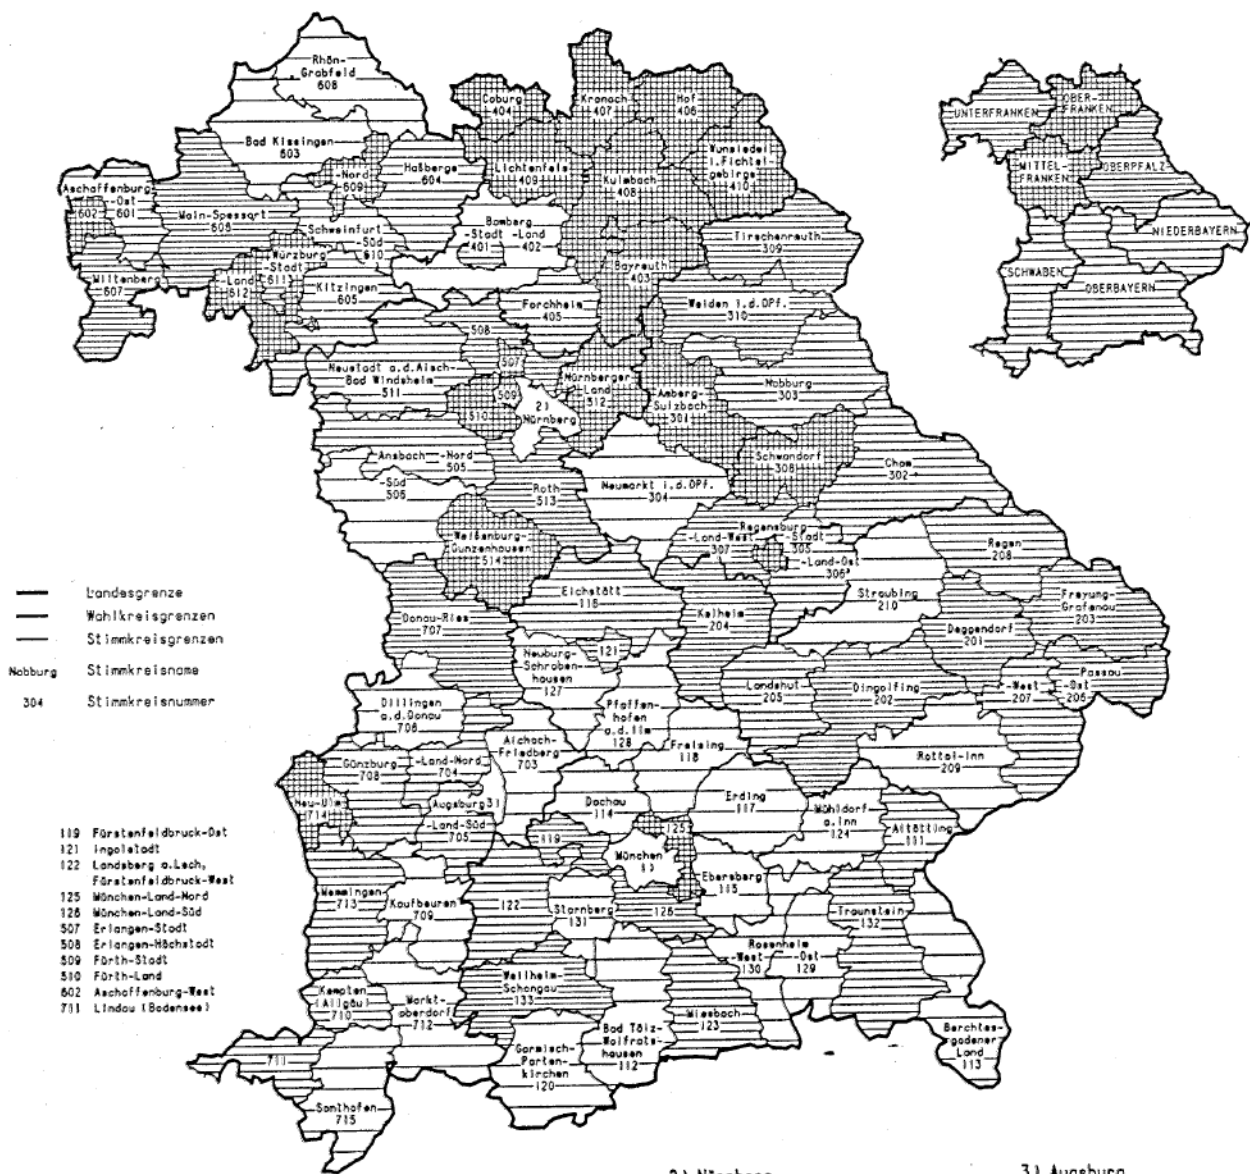 Rhön-
Grabfeld
608
Bad Kissingen
603
Coburg
404
Kronach
407
Hof
406
Lichtenfels
409
Kulmbach
408
Wunsiedel
i.Fichtel-
gebirge
410
-Nord
609
Haßberge
604
Aschaffenburg
-Ost
602
601
Main-Spessart
606
Schweinfurt
-Süd
610
Bamberg
-Stadt -Land
401 402
Tirschenreuth
309
Miltenberg
607
Würzburg
-Stadt
611
-Land
612
Kitzingen
605
Bayreuth
403
Forchheim
405
Weiden i.d.OPf.
310
508
507
Neustadt a.d.Aisch-
Bad Windsheim
511
509
510
2)
Nürnberg
Nürnberger-
Land
512
Amberg-
Sulzbach
301
Nabburg
303
Ansbach -Nord
505
-Süd
506
Roth
513
Neumarkt i.d.OPf.
304
Schwandorf
308
Cham
302
Weißenburg-
Gunzenhausen
514
Regensburg
-Land-West
307
-Stadt
305
-Land-Ost
306
Regen
208
Straubing
210
Freyung-
Grafenau
203
Eichstätt
116
Kelheim
204
Deggendorf
201
Donau-Ries
707
Neuburg-
Schroben-
hausen
127
121
Landshut
205
Dingolfing
202
Passau
-West
207
-Ost
206
Dillingen
a.d.Donau
706
Pfaffen-
hofen
a.d.Ilm
128
Aichach-
Friedberg
703
Freising
118
Rottal-Inn
209
Günzburg
708
-Land-Nord
704
Neu-Ulm
714
Augsburg3)
-Land-Süd
705
Dachau
114
Erding
117
Mühldorf
a.Inn
124
Altötting
111
119
125
München
1)
Ebersberg
115
Memmingen
713
Kaufbeuren
709
122
Starnberg
131
126
Traunstein
132
Rosenheim
-West
130
-Ost
129
Kempten
(Allgäu)
710
Markt-
oberdorf
712
Weilheim-
Schongau
133
Miesbach
123
Bad Tölz-
Wolfrats-
hausen
112
Garmisch-
Parten-
kirchen
120
Berchtes-
gadener
Land
113
711
Sonthofen
715
UNTERFRANKEN
OBER-
FRANKEN
MITTEL-
FRANKEN
OBERPFALZ
NIEDERBAYERN
SCHWABEN
OBERBAYERN
Landesgrenze
Wahlkreisgrenzen
Stimmkreisgrenzen
Nabburg Stimmkreisname
304 Stimmkreisnummer
119 Fürstenfeldbruck-Ost
121 Ingolstadt
122 Landsberg a.Lech,
Fürstenfeldbruck-West
125 München-Land-Nord
126 München-Land-Süd
507 Erlangen-Stadt
508 Erlangen-Höchstadt
509 Fürth-Stadt
510 Fürth-Land
602 Aschaffenburg-West
711 Lindau (Bodensee)
2) Nürnberg
3) Augsburg